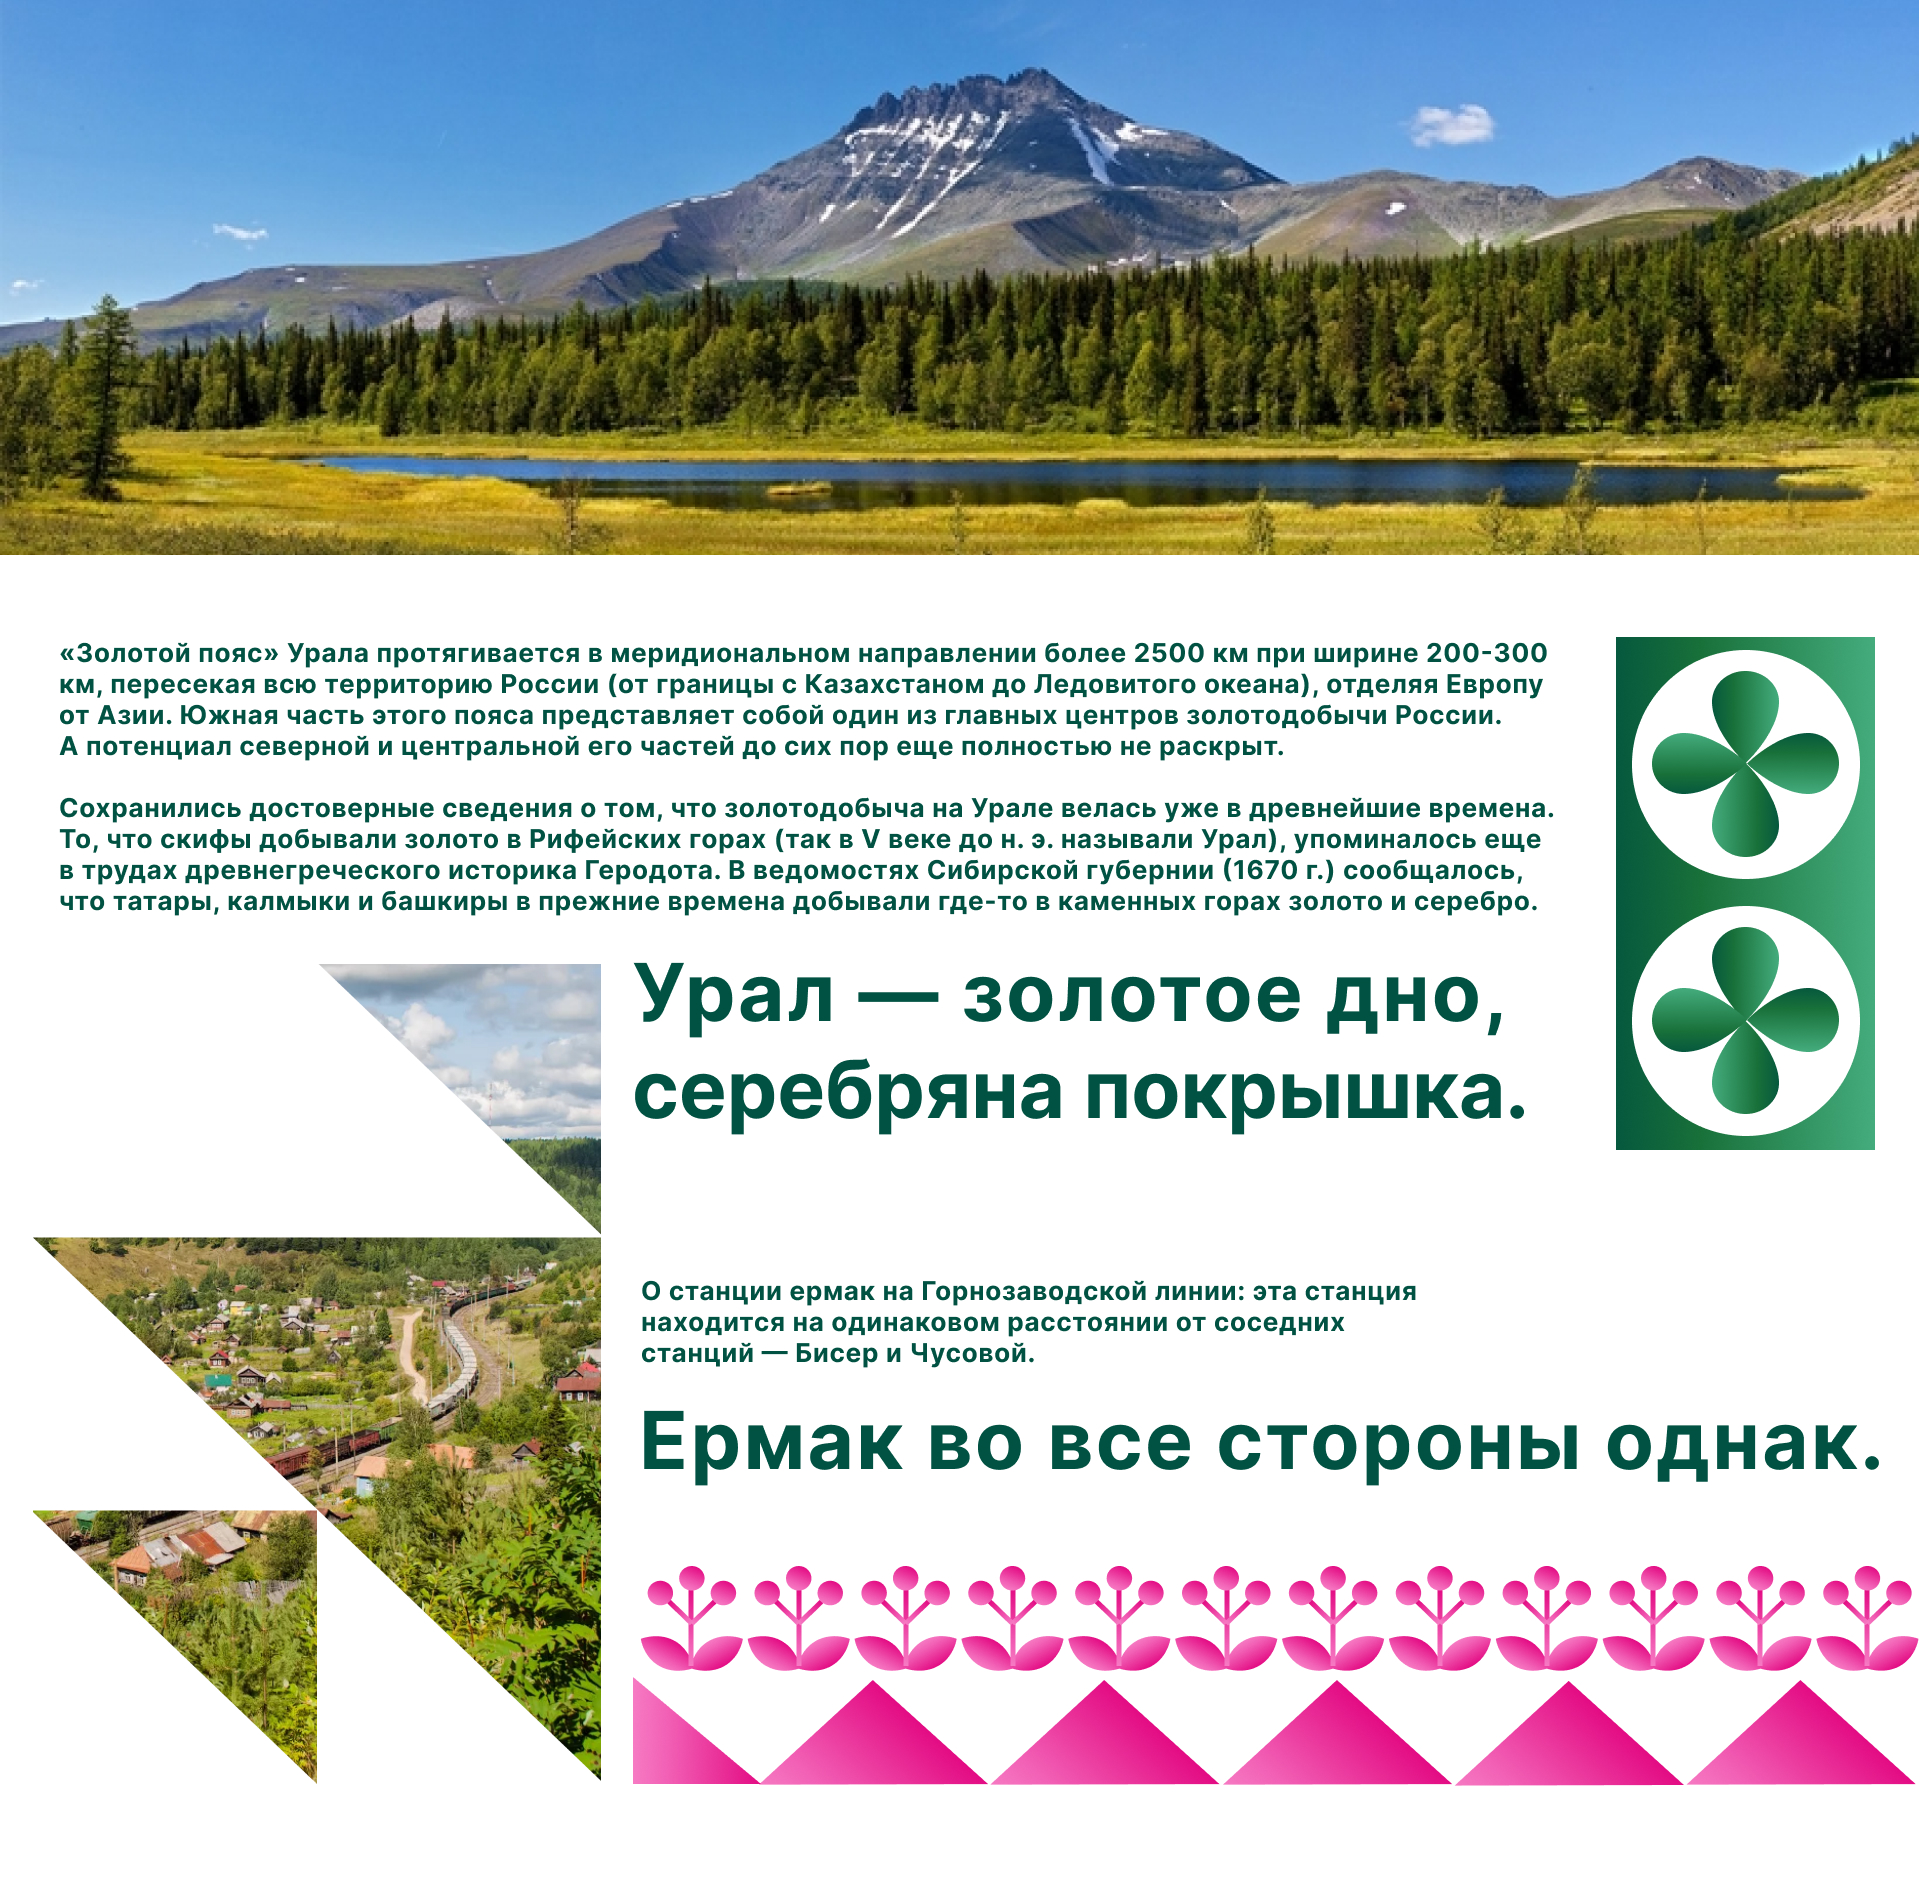 «Золотой пояс» Урала протягивается в меридиональном направлении более 2500 км при ширине 200-300
км, пересекая всю территорию России (от границы с Казахстаном до Ледовитого океана), отделяя Европу
от Азии. Южная часть этого пояса представляет собой один из главных центров золотодобычи России.
А потенциал северной и центральной его частей до сих пор еще полностью не раскрыт.
Сохранились достоверные сведения о том, что золотодобыча на Урале велась уже в древнейшие времена.
То, что скифы добывали золото в Рифейских горах (так в V веке до н. э. называли Урал), упоминалось еще
в трудах древнегреческого историка Геродота. В ведомостях Сибирской губернии (1670 г.) сообщалось,
что татары, калмыки и башкиры в прежние времена добывали где-то в каменных горах золото и серебро.
Урал — золотое дно,
серебряна покрышка.
О станции ермак на Горнозаводской линии: эта станция
находится на одинаковом расстоянии от соседних
станций — Бисер и Чусовой.
Ермак во все стороны однак.